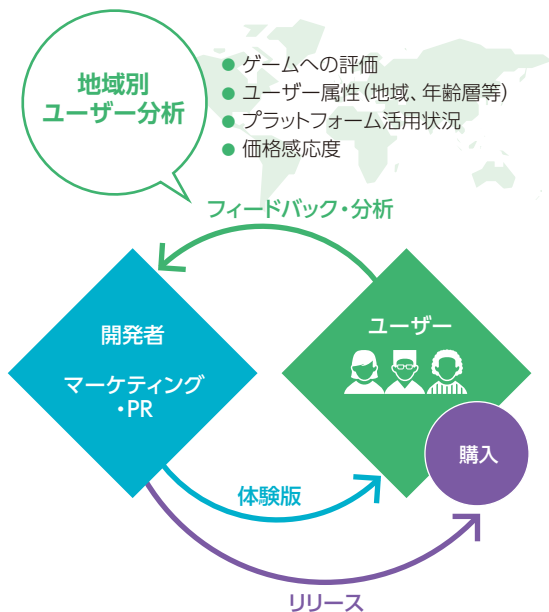 地域別
ユーザー分析
● ゲームへの評価
● ユーザー属性(地域、年齢層等)
● プラットフォーム活用状況
● 価格感応度
フィードバック・分析
開発者
マーケティング
・PR
ユーザー
購入
体験版
リリース